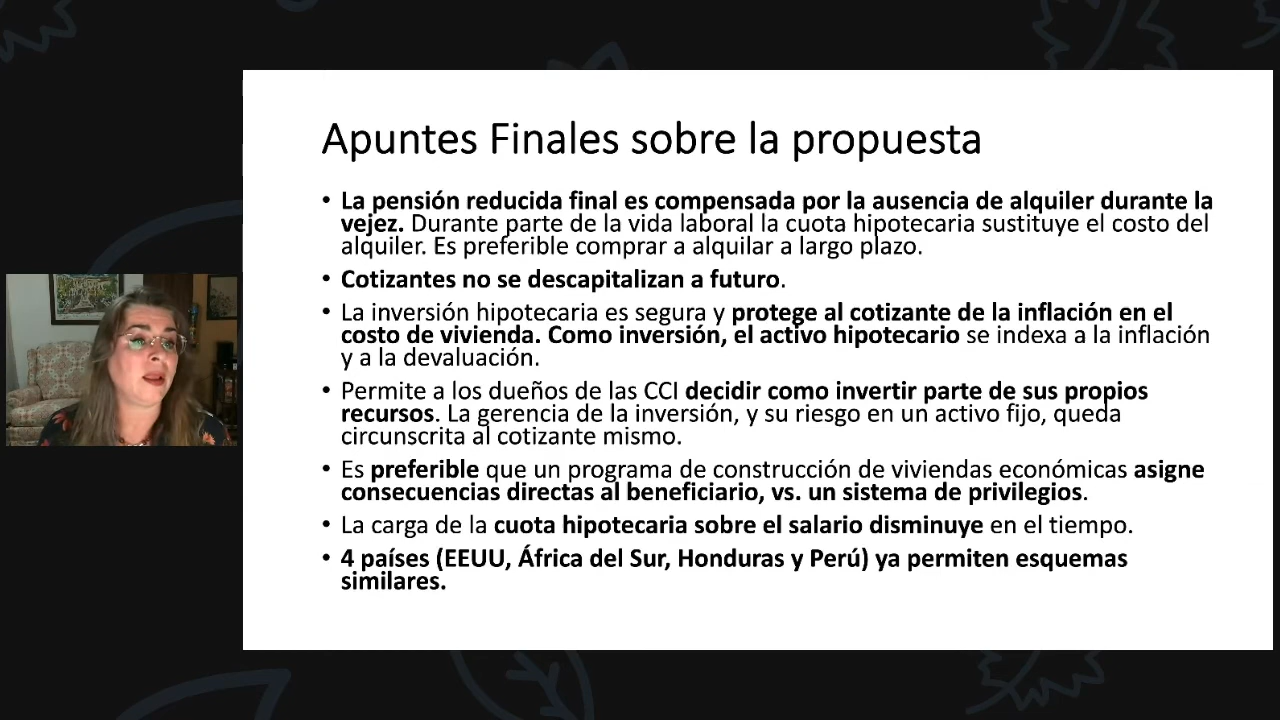 Apuntes Finales sobre la propuesta
• La pensión reducida final es compensada por la ausencia de alquiler durante la
vejez. Durante parte de la vida laboral la cuota hipotecaria sustituye el costo del
alquiler. Es preferible comprar a alquilar a largo plazo.
• Cotizantes no se descapitalizan a futuro.
• La inversión hipotecaria es segura y protege al cotizante de la inflación en el
costo de vivienda. Como inversión, el activo hipotecario se indexa a la inflación
y a la devaluación.
• Permite a los dueños de las CCI decidir como invertir parte de sus propios
recursos. La gerencia de la inversión, y su riesgo en un activo fijo, queda
circunscrita al cotizante mismo.
• Es preferible que un programa de construcción de viviendas económicas asigne
consecuencias directas al beneficiario, vs. un sistema de privilegios.
• La carga de la cuota hipotecaria sobre el salario disminuye en el tiempo.
• 4 países (EEUU, África del Sur, Honduras y Perú) ya permiten esquemas
similares.